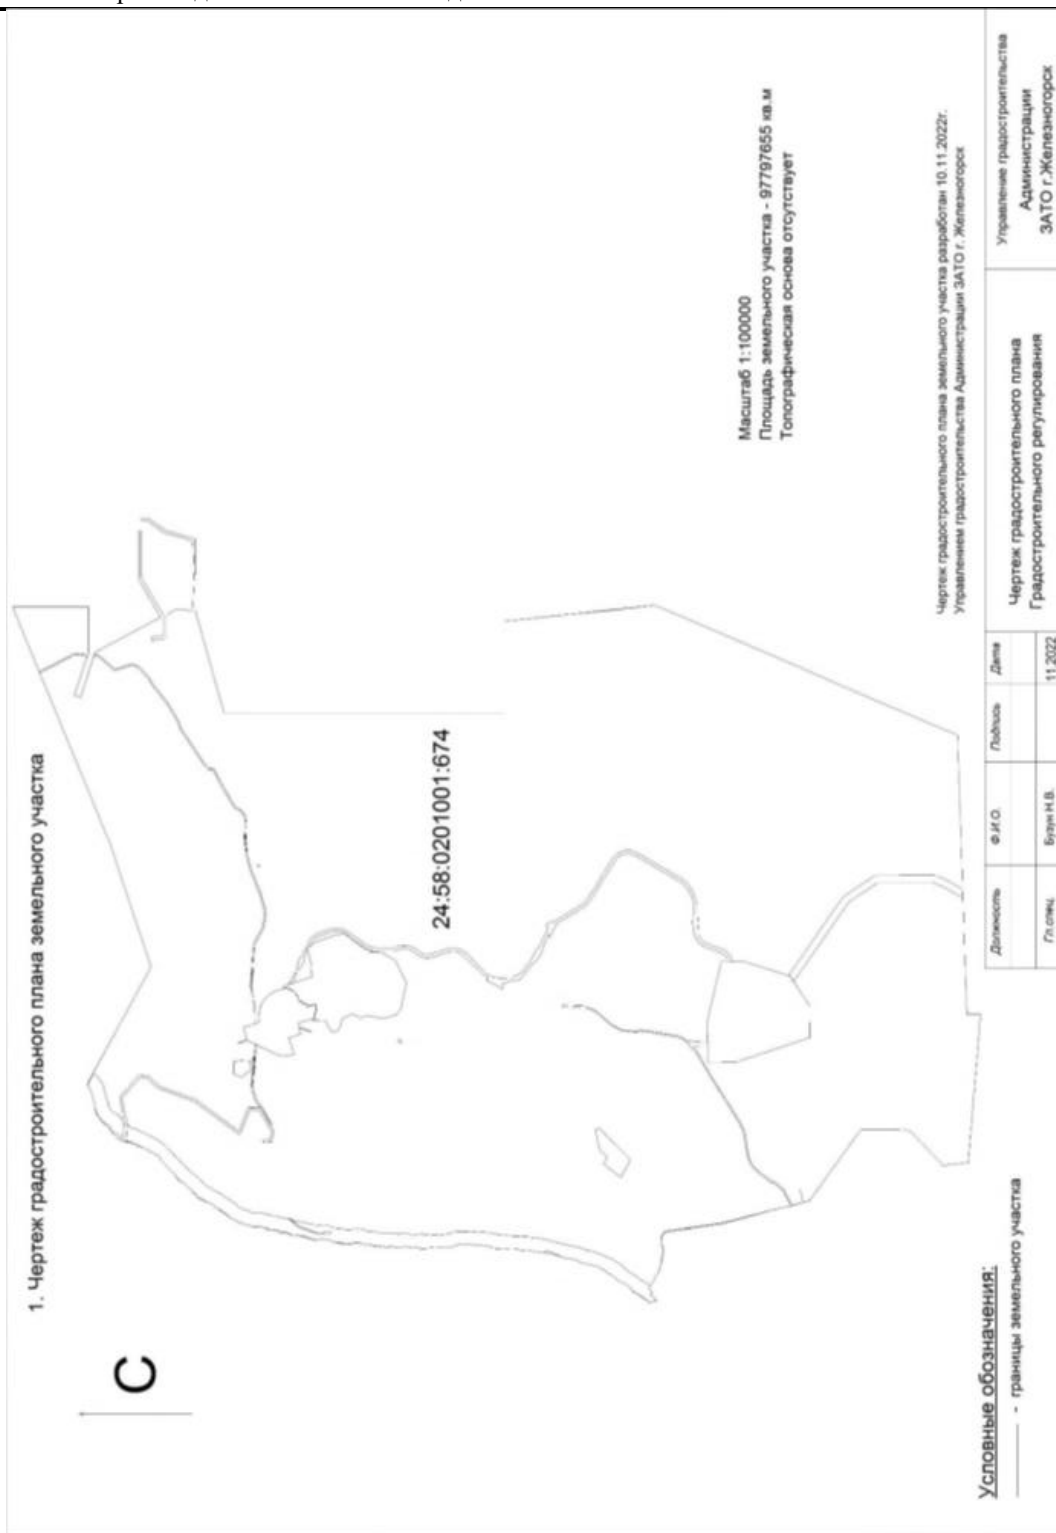 1. Чертеж градостроительного плана земельного участка
С
24:58:0201001:674
Масштаб 1:100000
Площадь земельного участка - 97797655 кв.м
Топографическая основа отсутствует
Чертеж градостроительного плана земельного участка разработан 10.11.2022г.
Управлением градостроительства Администрации ЗАТО г. Железногорск
Условные обозначения:
- границы земельного участка
Должность Ф.И.О. Подпись Дата
Гл.спец. Бузун Н.В. 11.2022
Чертеж градостроительного плана
Градостроительного регулирования
Управление градостроительства
Администрации
ЗАТО г.Железногорск